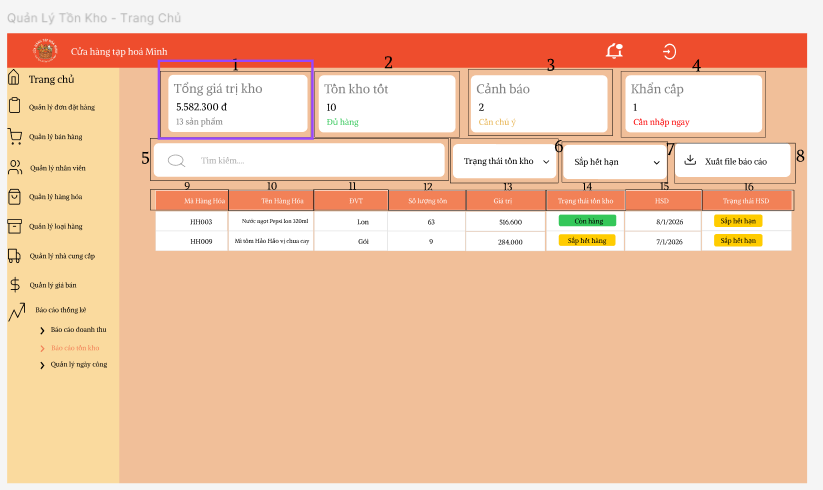 Quản Lý Tồn Kho - Trang Chủ
Cửa hàng tạp hoá Minh
Trang chủ
Quản lý đơn đặt hàng
Quản lý bán hàng
Quản lý nhân viên
Quản lý hàng hóa
Quản lý loại hàng
Quản lý nhà cung cấp
Quản lý giá bán
Báo cáo thống kê
Báo cáo doanh thu
Báo cáo tồn kho
Quản lý ngày công
1
Tổng giá trị kho
5.582.300 đ
13 sản phẩm
2
Tồn kho tốt
10
Đủ hàng
3
Cảnh báo
2
Cần chú ý
4
Khẩn cấp
1
Cần nhập ngay
5
Tìm kiếm...
6
Trạng thái tồn kho
7
Sắp hết hạn
8
Xuất file báo cáo
9 10 11 12 13 14 15 16
Mã Hàng Hóa Tên Hàng Hóa ĐVT Số lượng tồn Giá trị Trạng thái tồn kho HSD Trạng thái HSD
HH003 Nước ngọt Pepsi lon 320ml Lon 63 516.600 Còn hàng 8/1/2026 Sắp hết hạn
HH009 Mì tôm Hảo Hảo vị chua cay Gói 9 284.000 Sắp hết hàng 7/1/2026 Sắp hết hạn